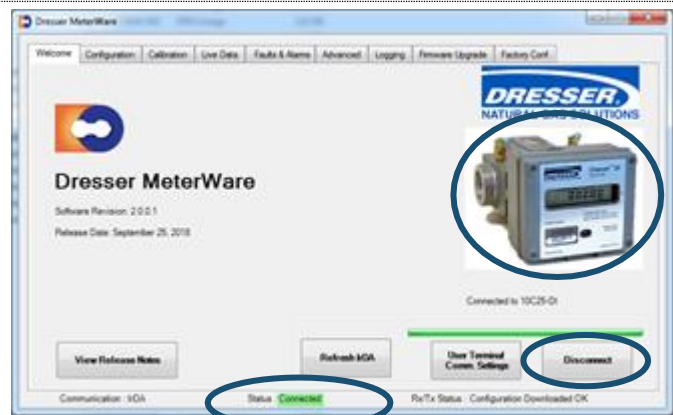 Dresser MeterWare
Welcome Configuration Calibration Live Data Faults & Alarms Advanced Logging Firmware Upgrade Factory Conf.
DRESSER
NATURAL GAS SOLUTIONS
Dresser MeterWare
Software Revision: 2.0.0.1
Release Date: September 25, 2018
Connected to 10C25-DI
View Release Notes
Refresh IrDA
User Terminal
Comm. Settings
Disconnect
Communication : IrDA Status : Connected Rx/Tx Status : Configuration Downloaded OK